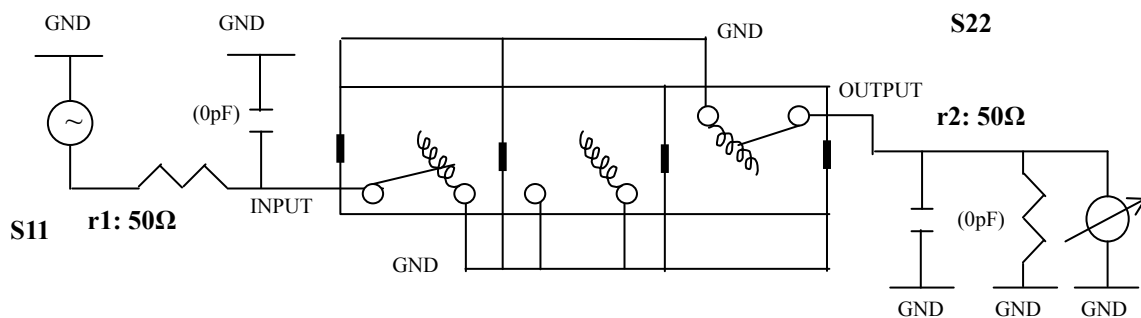 GND
GND
GND
S22
(0pF)
OUTPUT
r2: 50Ω
~
INPUT
r1: 50Ω
S11
(0pF)
GND
GND
GND
GND